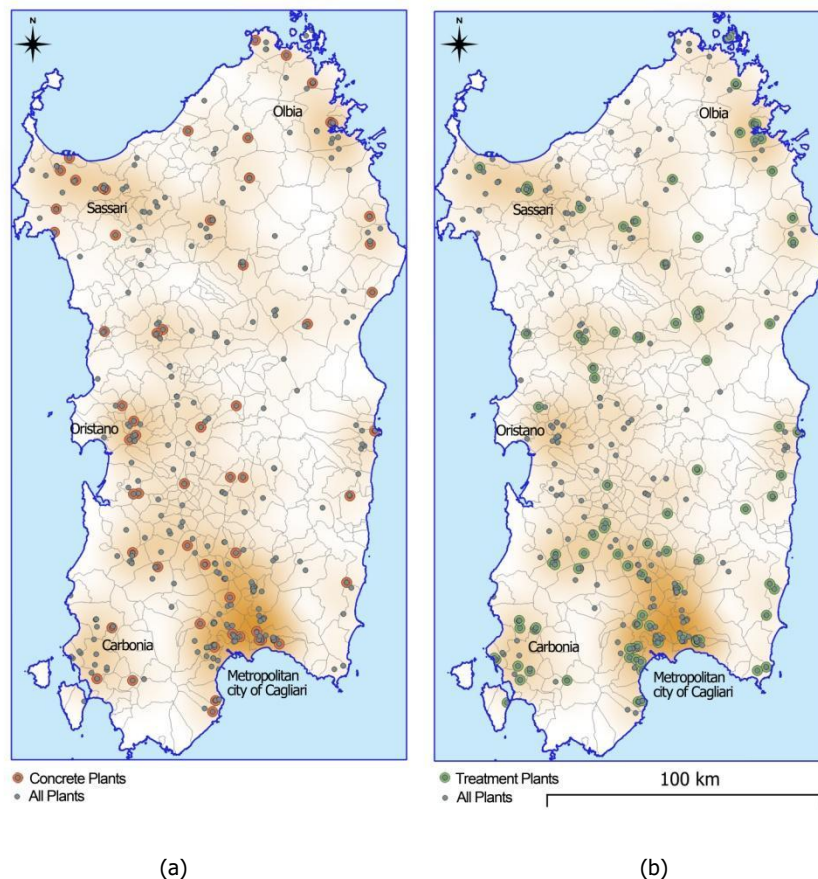 N
Olbia
Sassari
Oristano
Carbonia
Metropolitan
city of Cagliari
Concrete Plants
All Plants
(a)
N
Olbia
Sassari
Oristano
Carbonia
Metropolitan
city of Cagliari
Treatment Plants
All Plants
100 km
(b)